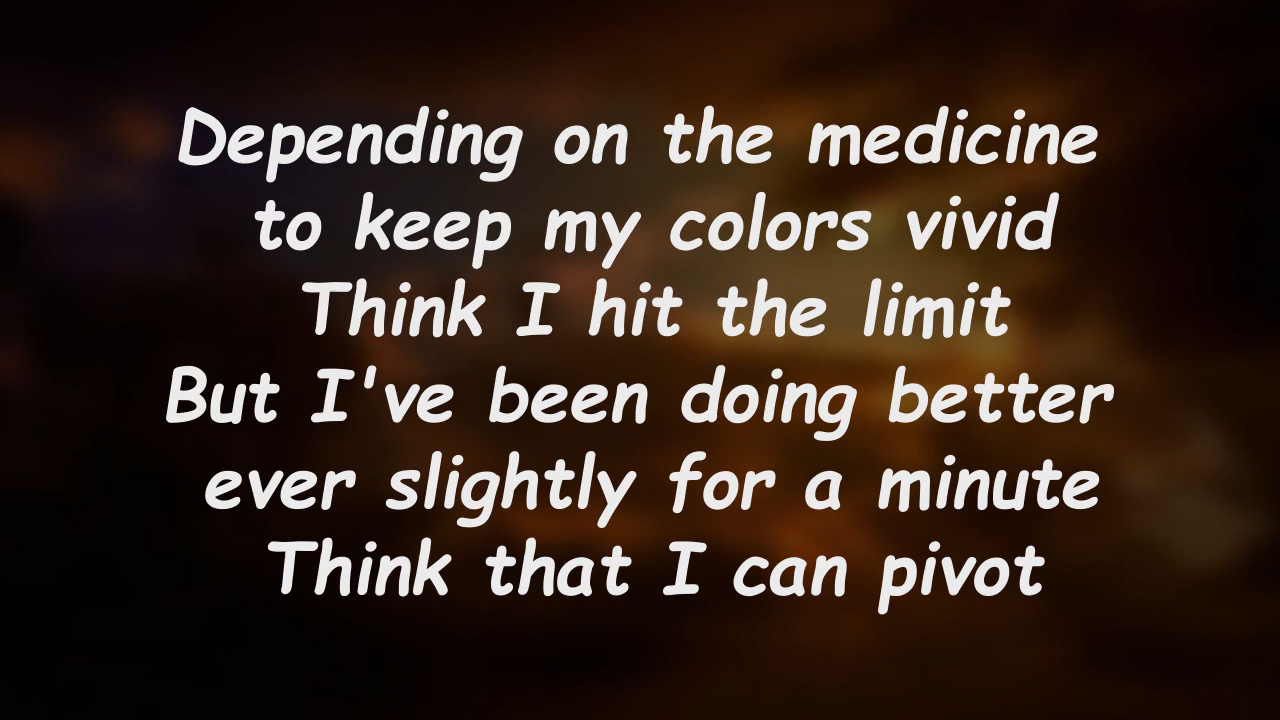 Depending on the medicine
to keep my colors vivid
Think I hit the limit
But I've been doing better
ever slightly for a minute
Think that I can pivot